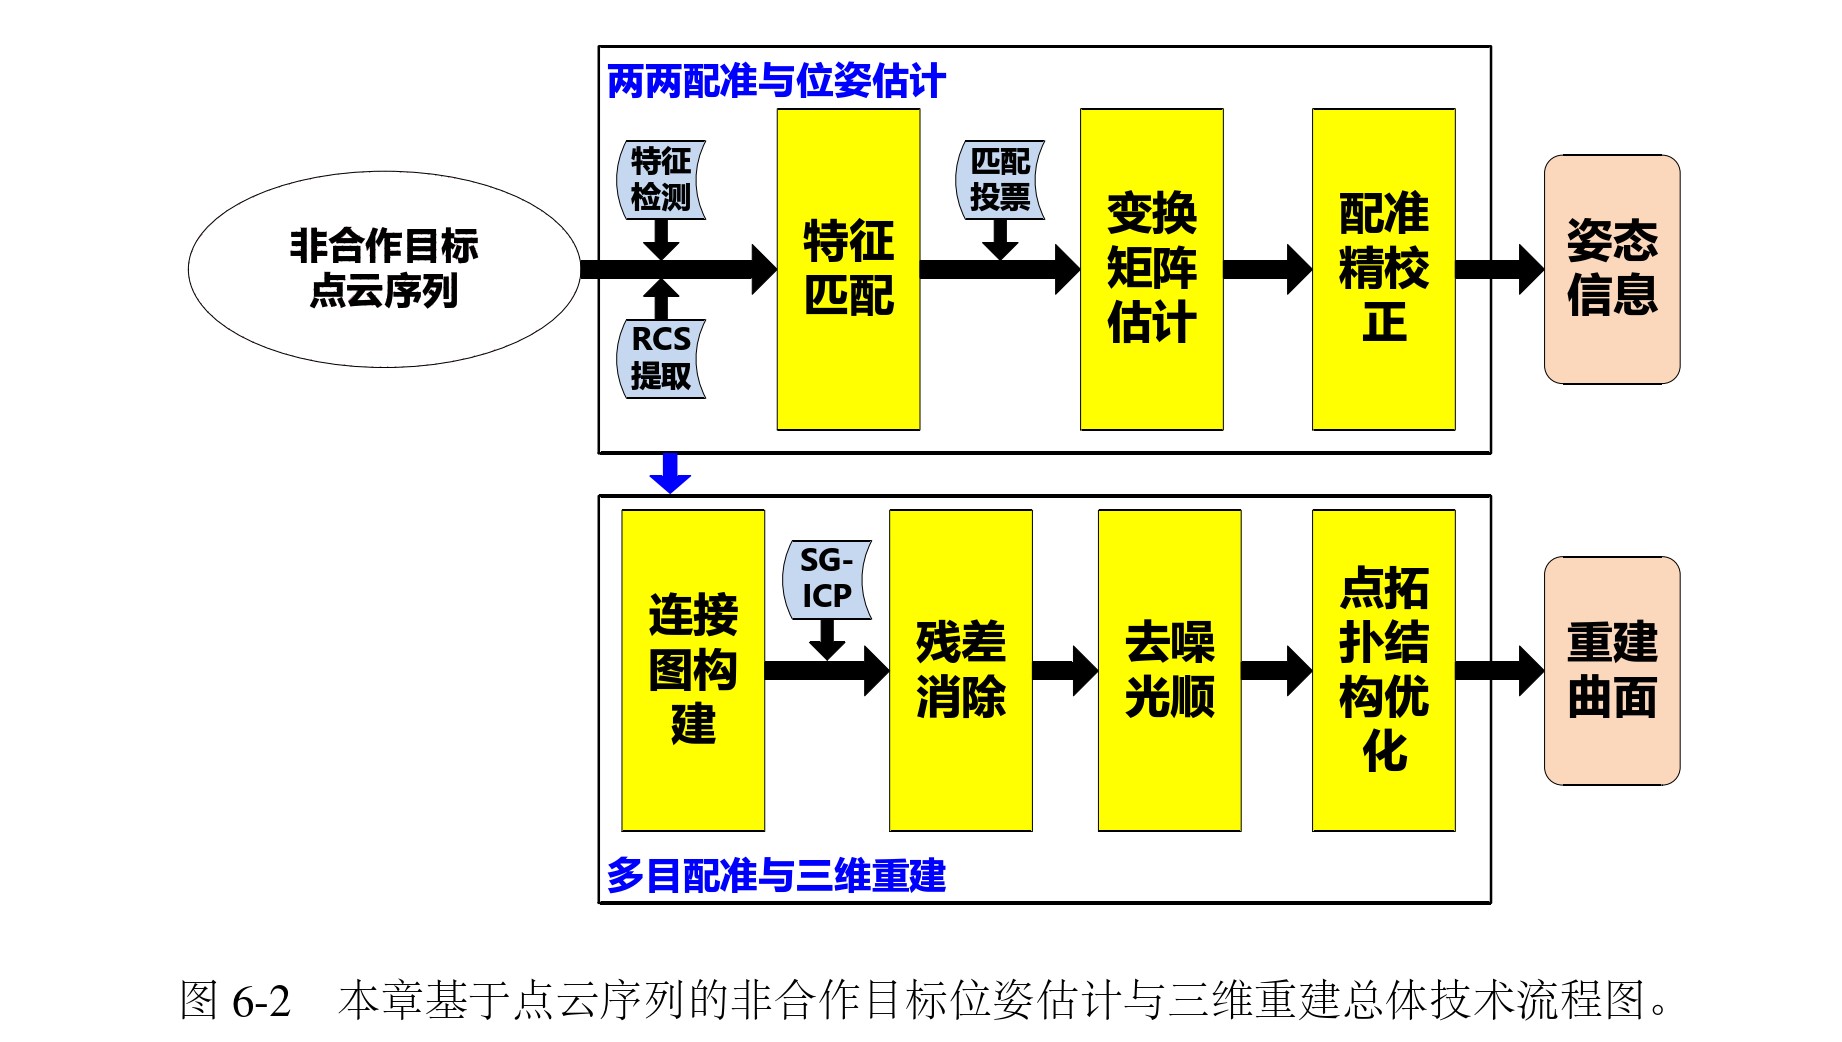 两两配准与位姿估计
特征
检测
匹配
投票
非合作目标
点云序列
特征
匹配
变换
矩阵
估计
配准
精校
正
姿态
信息
RCS
提取
SG-
ICP
连接
图构
建
残差
消除
去噪
光顺
点拓
扑结
构优
化
重建
曲面
多目配准与三维重建
图 6-2 本章基于点云序列的非合作目标位姿估计与三维重建总体技术流程图。